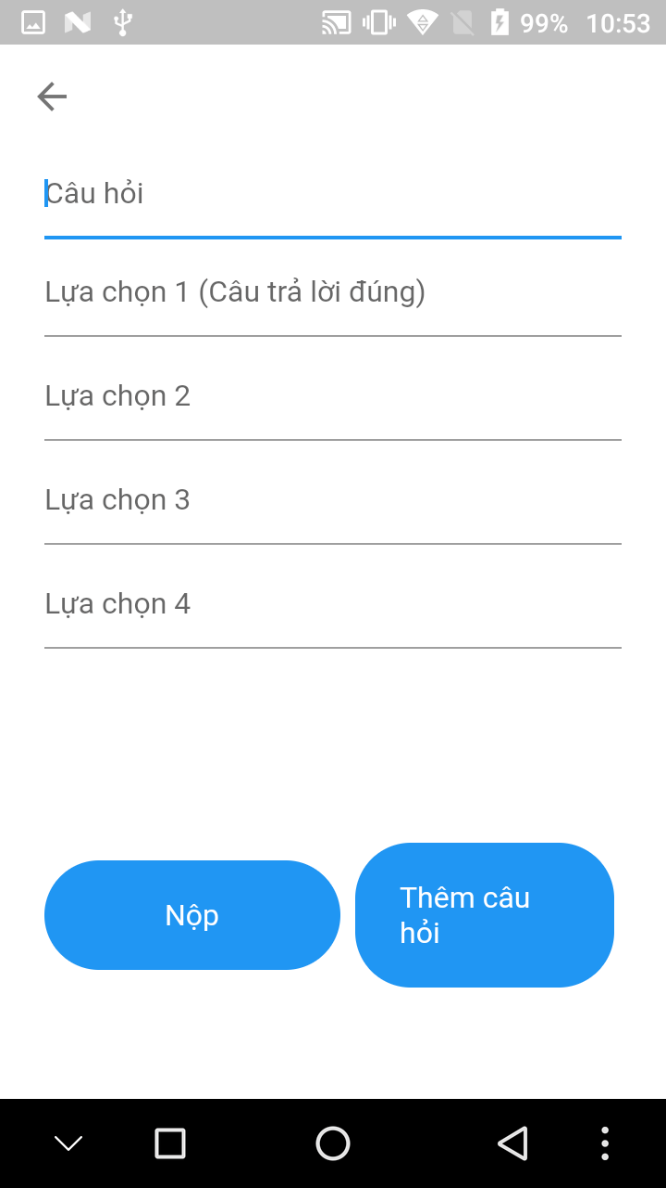 99% 10:53
Câu hỏi
Lựa chọn 1 (Câu trả lời đúng)
Lựa chọn 2
Lựa chọn 3
Lựa chọn 4
Nộp
Thêm câu
hỏi